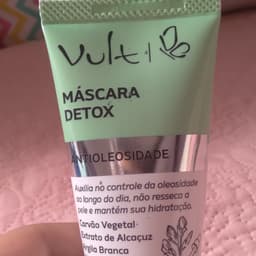 Vult
MÁSCARA
DETOX
ANTIOLEOSIDADE
Auxilia no controle da oleosidade
ao longo do dia, não resseca a
pele e mantém sua hidratação.
Carvão Vegetal
Extrato de Alcaçuz
Argila Branca